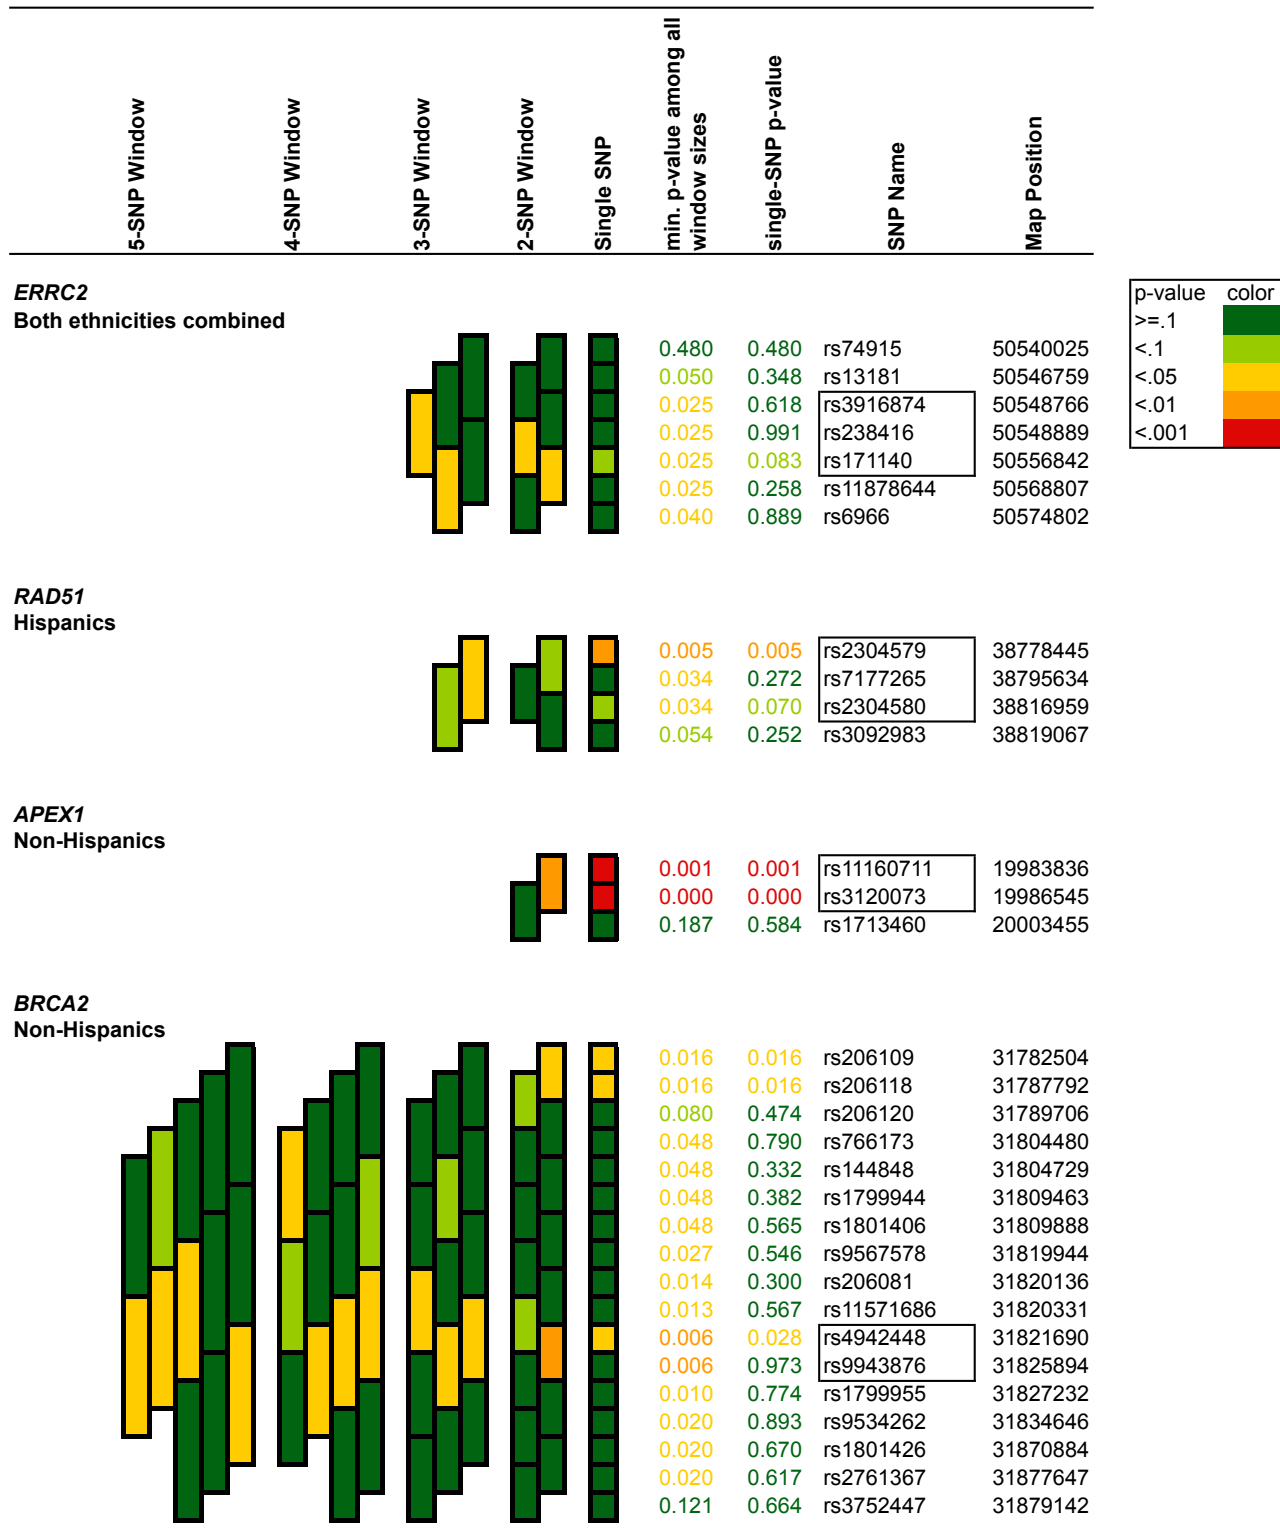 5-SNP Window
4-SNP Window
3-SNP Window
2-SNP Window
Single SNP
min. p-value among all
window sizes
single-SNP p-value
SNP Name
Map Position
p-value color
>=.1
<.1
<.05
<.01
<.001
ERRC2
Both ethnicities combined
0.480 0.480 rs74915 50540025
0.050 0.348 rs13181 50546759
0.025 0.618 rs3916874 50548766
0.025 0.991 rs238416 50548889
0.025 0.083 rs171140 50556842
0.025 0.258 rs11878644 50568807
0.040 0.889 rs6966 50574802
RAD51
Hispanics
0.005 0.005 rs2304579 38778445
0.034 0.272 rs7177265 38795634
0.034 0.070 rs2304580 38816959
0.054 0.252 rs3092983 38819067
APEX1
Non-Hispanics
0.001 0.001 rs11160711 19983836
0.000 0.000 rs3120073 19986545
0.187 0.584 rs1713460 20003455
BRCA2
Non-Hispanics
0.016 0.016 rs206109 31782504
0.016 0.016 rs206118 31787792
0.080 0.474 rs206120 31789706
0.048 0.790 rs766173 31804480
0.048 0.332 rs144848 31804729
0.048 0.382 rs1799944 31809463
0.048 0.565 rs1801406 31809888
0.027 0.546 rs9567578 31819944
0.014 0.300 rs206081 31820136
0.013 0.567 rs11571686 31820331
0.006 0.028 rs4942448 31821690
0.006 0.973 rs9943876 31825894
0.010 0.774 rs1799955 31827232
0.020 0.893 rs9534262 31834646
0.020 0.670 rs1801426 31870884
0.020 0.617 rs2761367 31877647
0.121 0.664 rs3752447 31879142